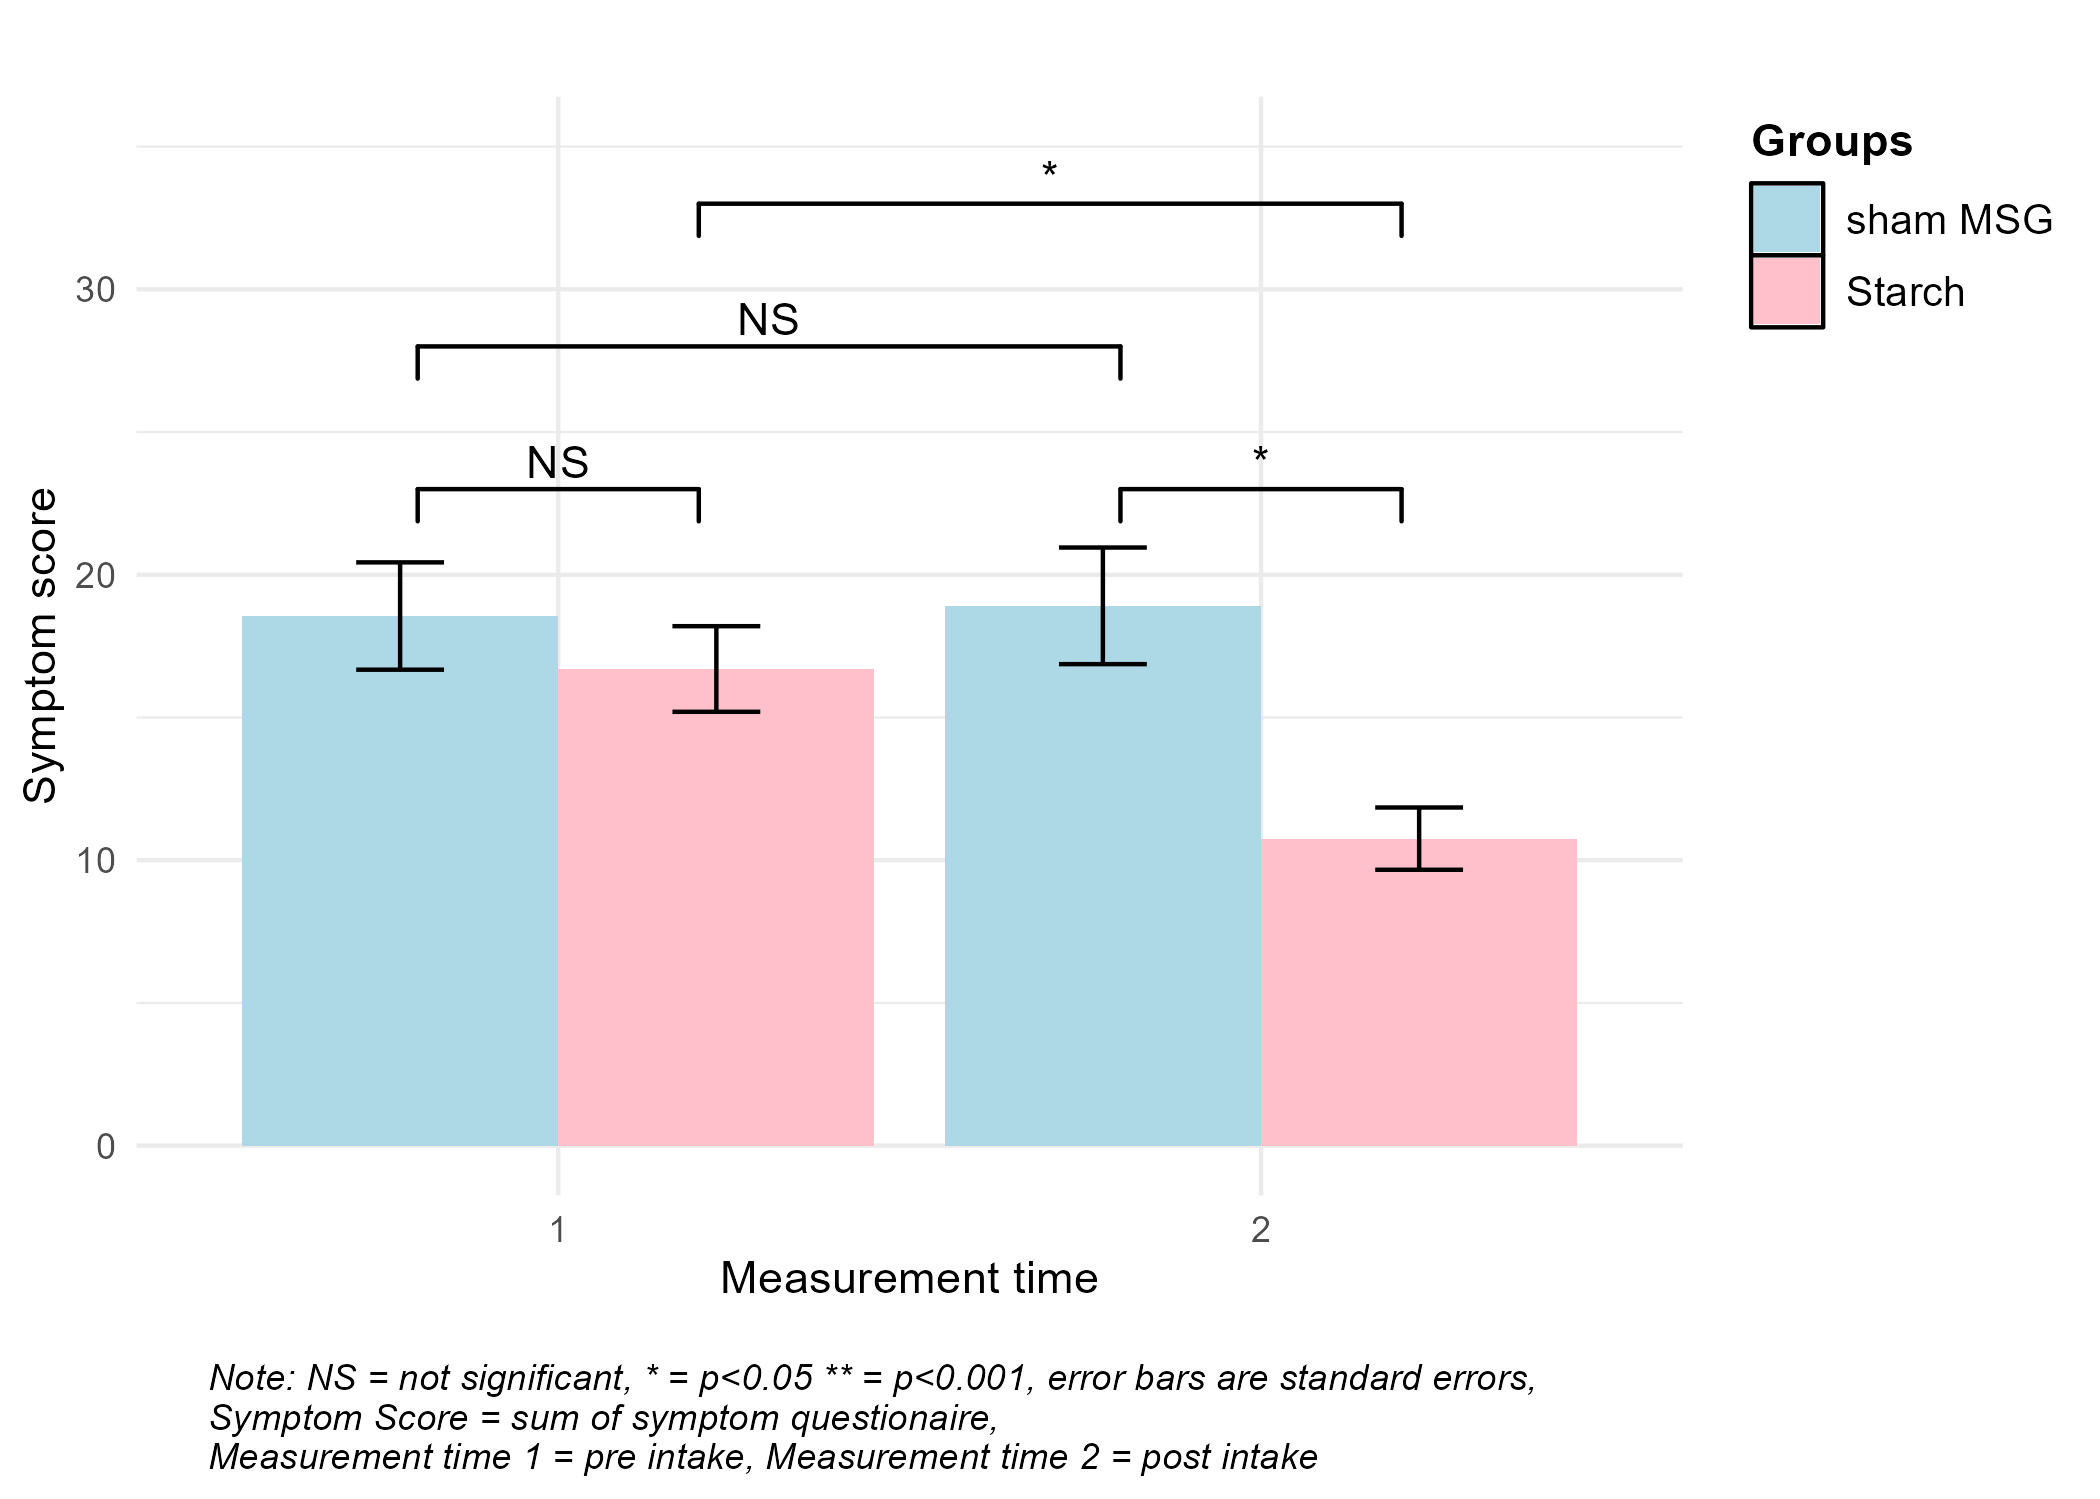 Groups
sham MSG
Starch
*
30
NS
NS
*
Symptom score
20
10
0
1
2
Measurement time
Note: NS = not significant, * = p<0.05 ** = p<0.001, error bars are standard errors,
Symptom Score = sum of symptom questionaire,
Measurement time 1 = pre intake, Measurement time 2 = post intake